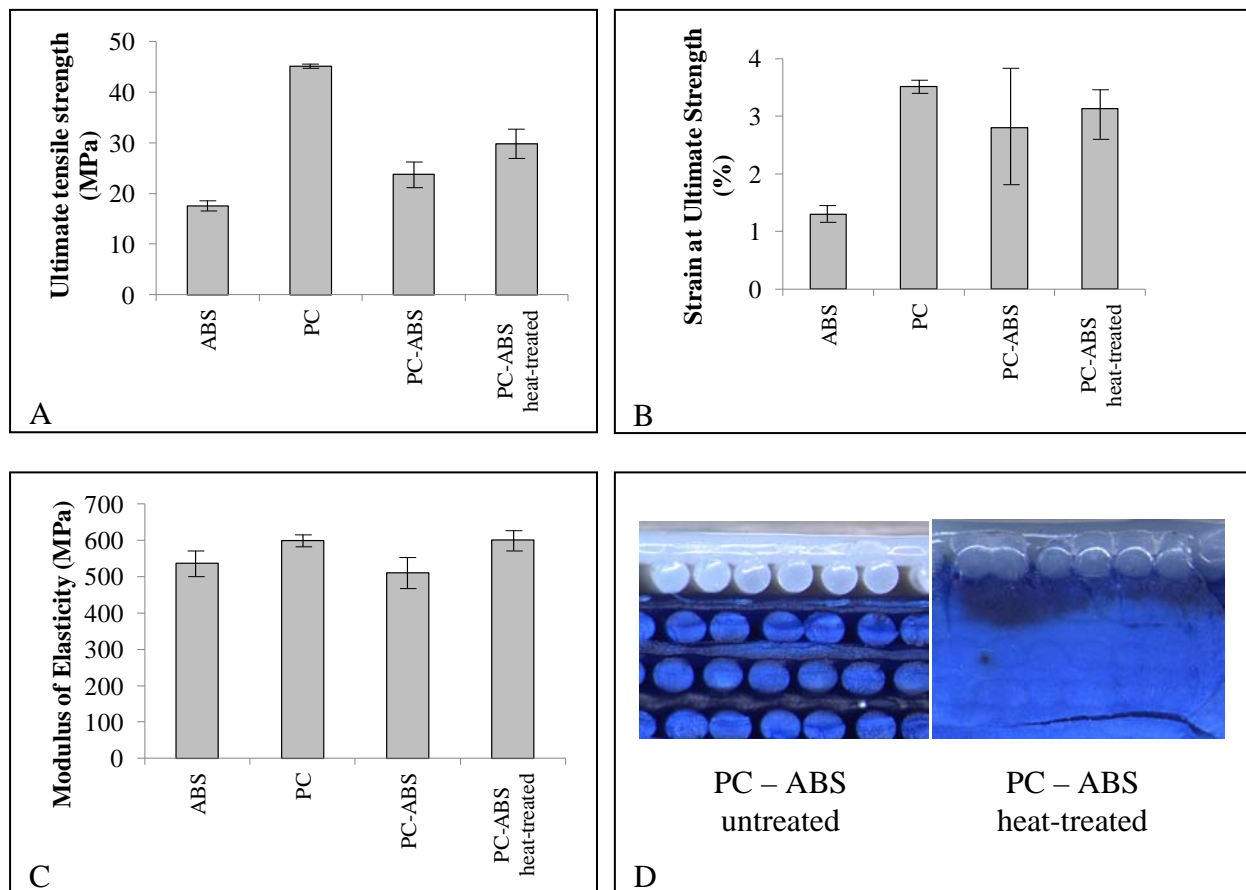 Ultimate tensile strength
(MPa)
50
40
30
20
10
0
ABS
PC
PC-ABS
PC-ABS
heat-treated
A
Strain at Ultimate Strength
(%)
4
3
2
1
0
ABS
PC
PC-ABS
PC-ABS
heat-treated
B
Modulus of Elasticity (MPa)
700
600
500
400
300
200
100
0
ABS
PC
PC-ABS
PC-ABS
heat-treated
C
PC – ABS
untreated
PC – ABS
heat-treated
D